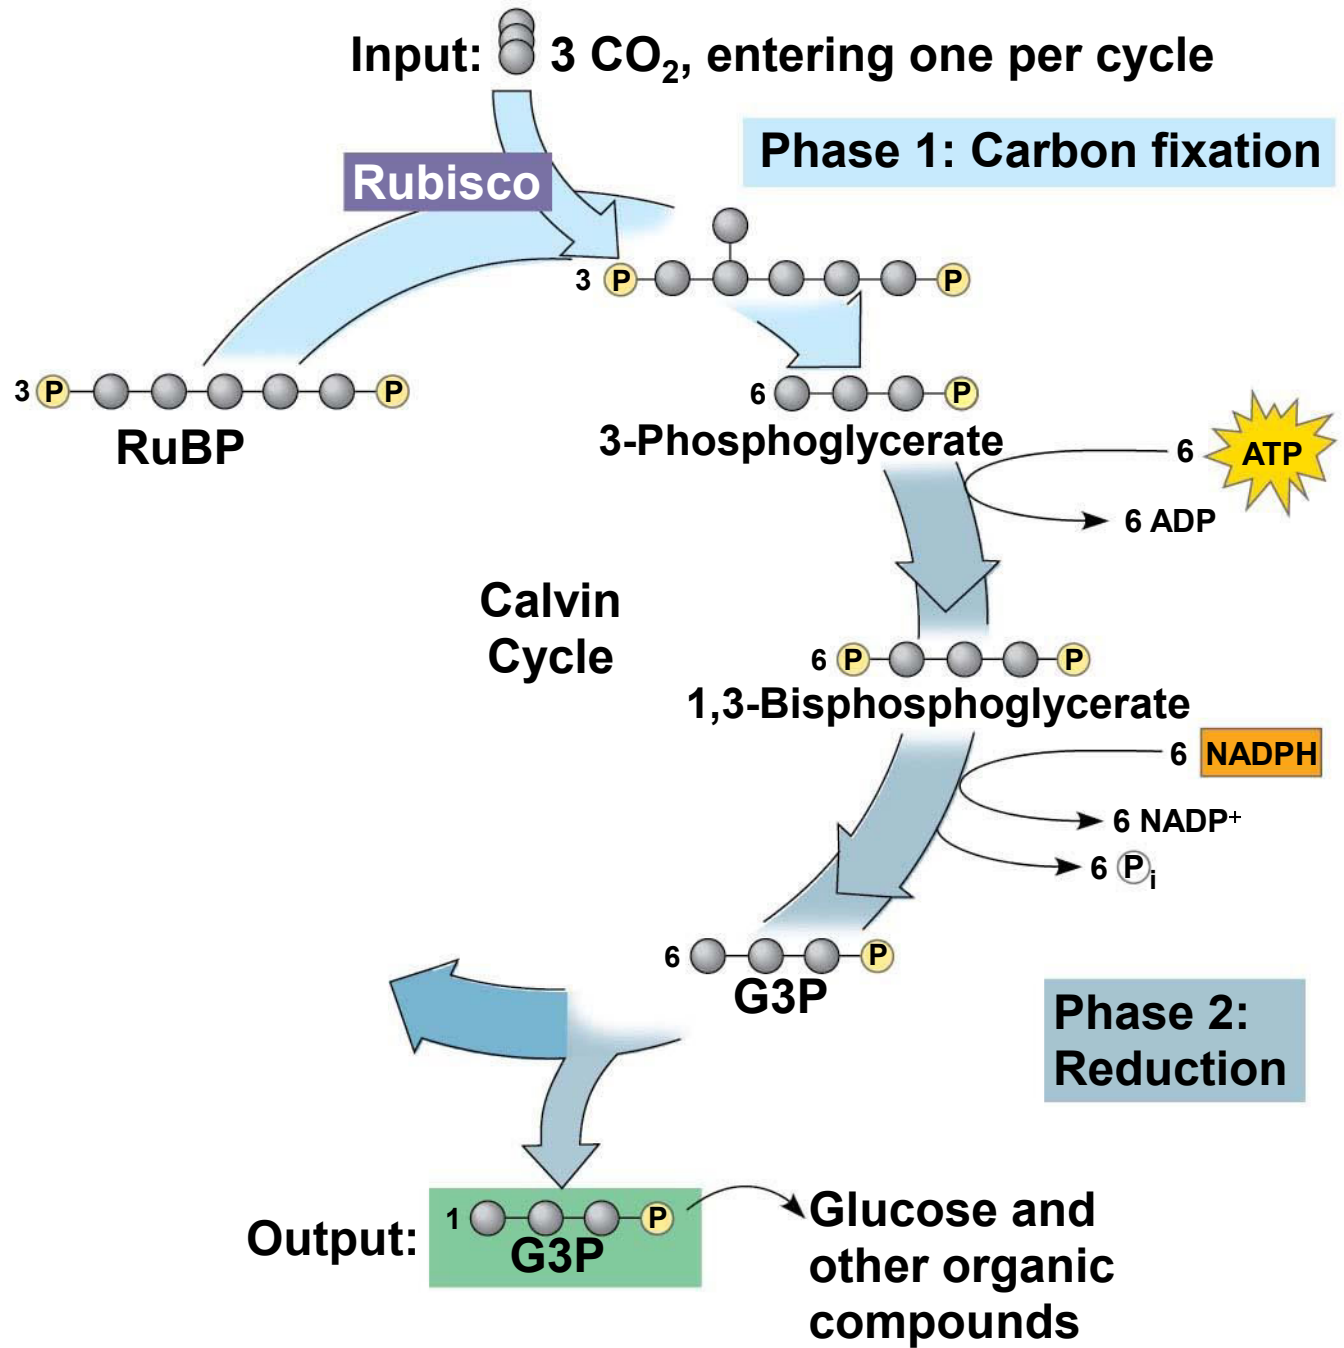 Input: 3 CO₂, entering one per cycle
Phase 1: Carbon fixation
Rubisco
3 P P
3 P P
RuBP
6 P
3-Phosphoglycerate
6 ATP
6 ADP
Calvin
Cycle
6 P P
1,3-Bisphosphoglycerate
6 NADPH
6 NADP⁺
6 Pᵢ
6 P
G3P
Phase 2:
Reduction
Output:
1 P
G3P
Glucose and
other organic
compounds